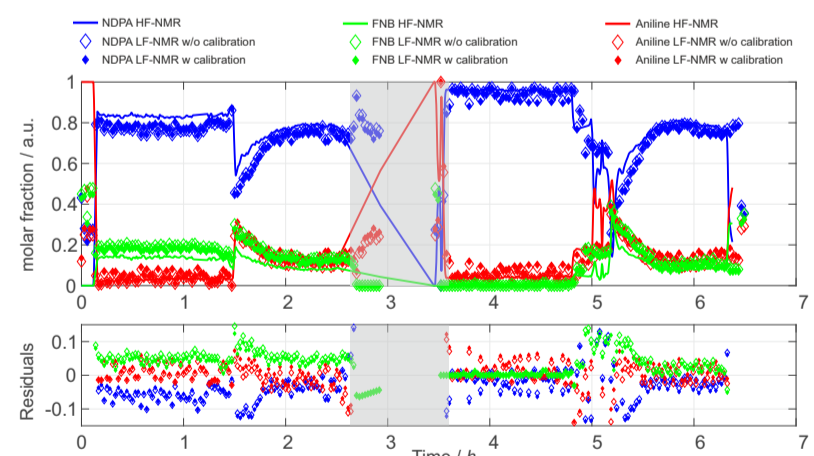 NDPA HF-NMR FNB HF-NMR Aniline HF-NMR
NDPA LF-NMR w/o calibration FNB LF-NMR w/o calibration Aniline LF-NMR w/o calibration
NDPA LF-NMR w calibration FNB LF-NMR w calibration Aniline LF-NMR w calibration
molar fraction / a.u.
1
0.8
0.6
0.4
0.2
0
0 1 2 3 4 5 6 7
Residuals
0.1
0
-0.1
0 1 2 3 4 5 6 7
Time / h